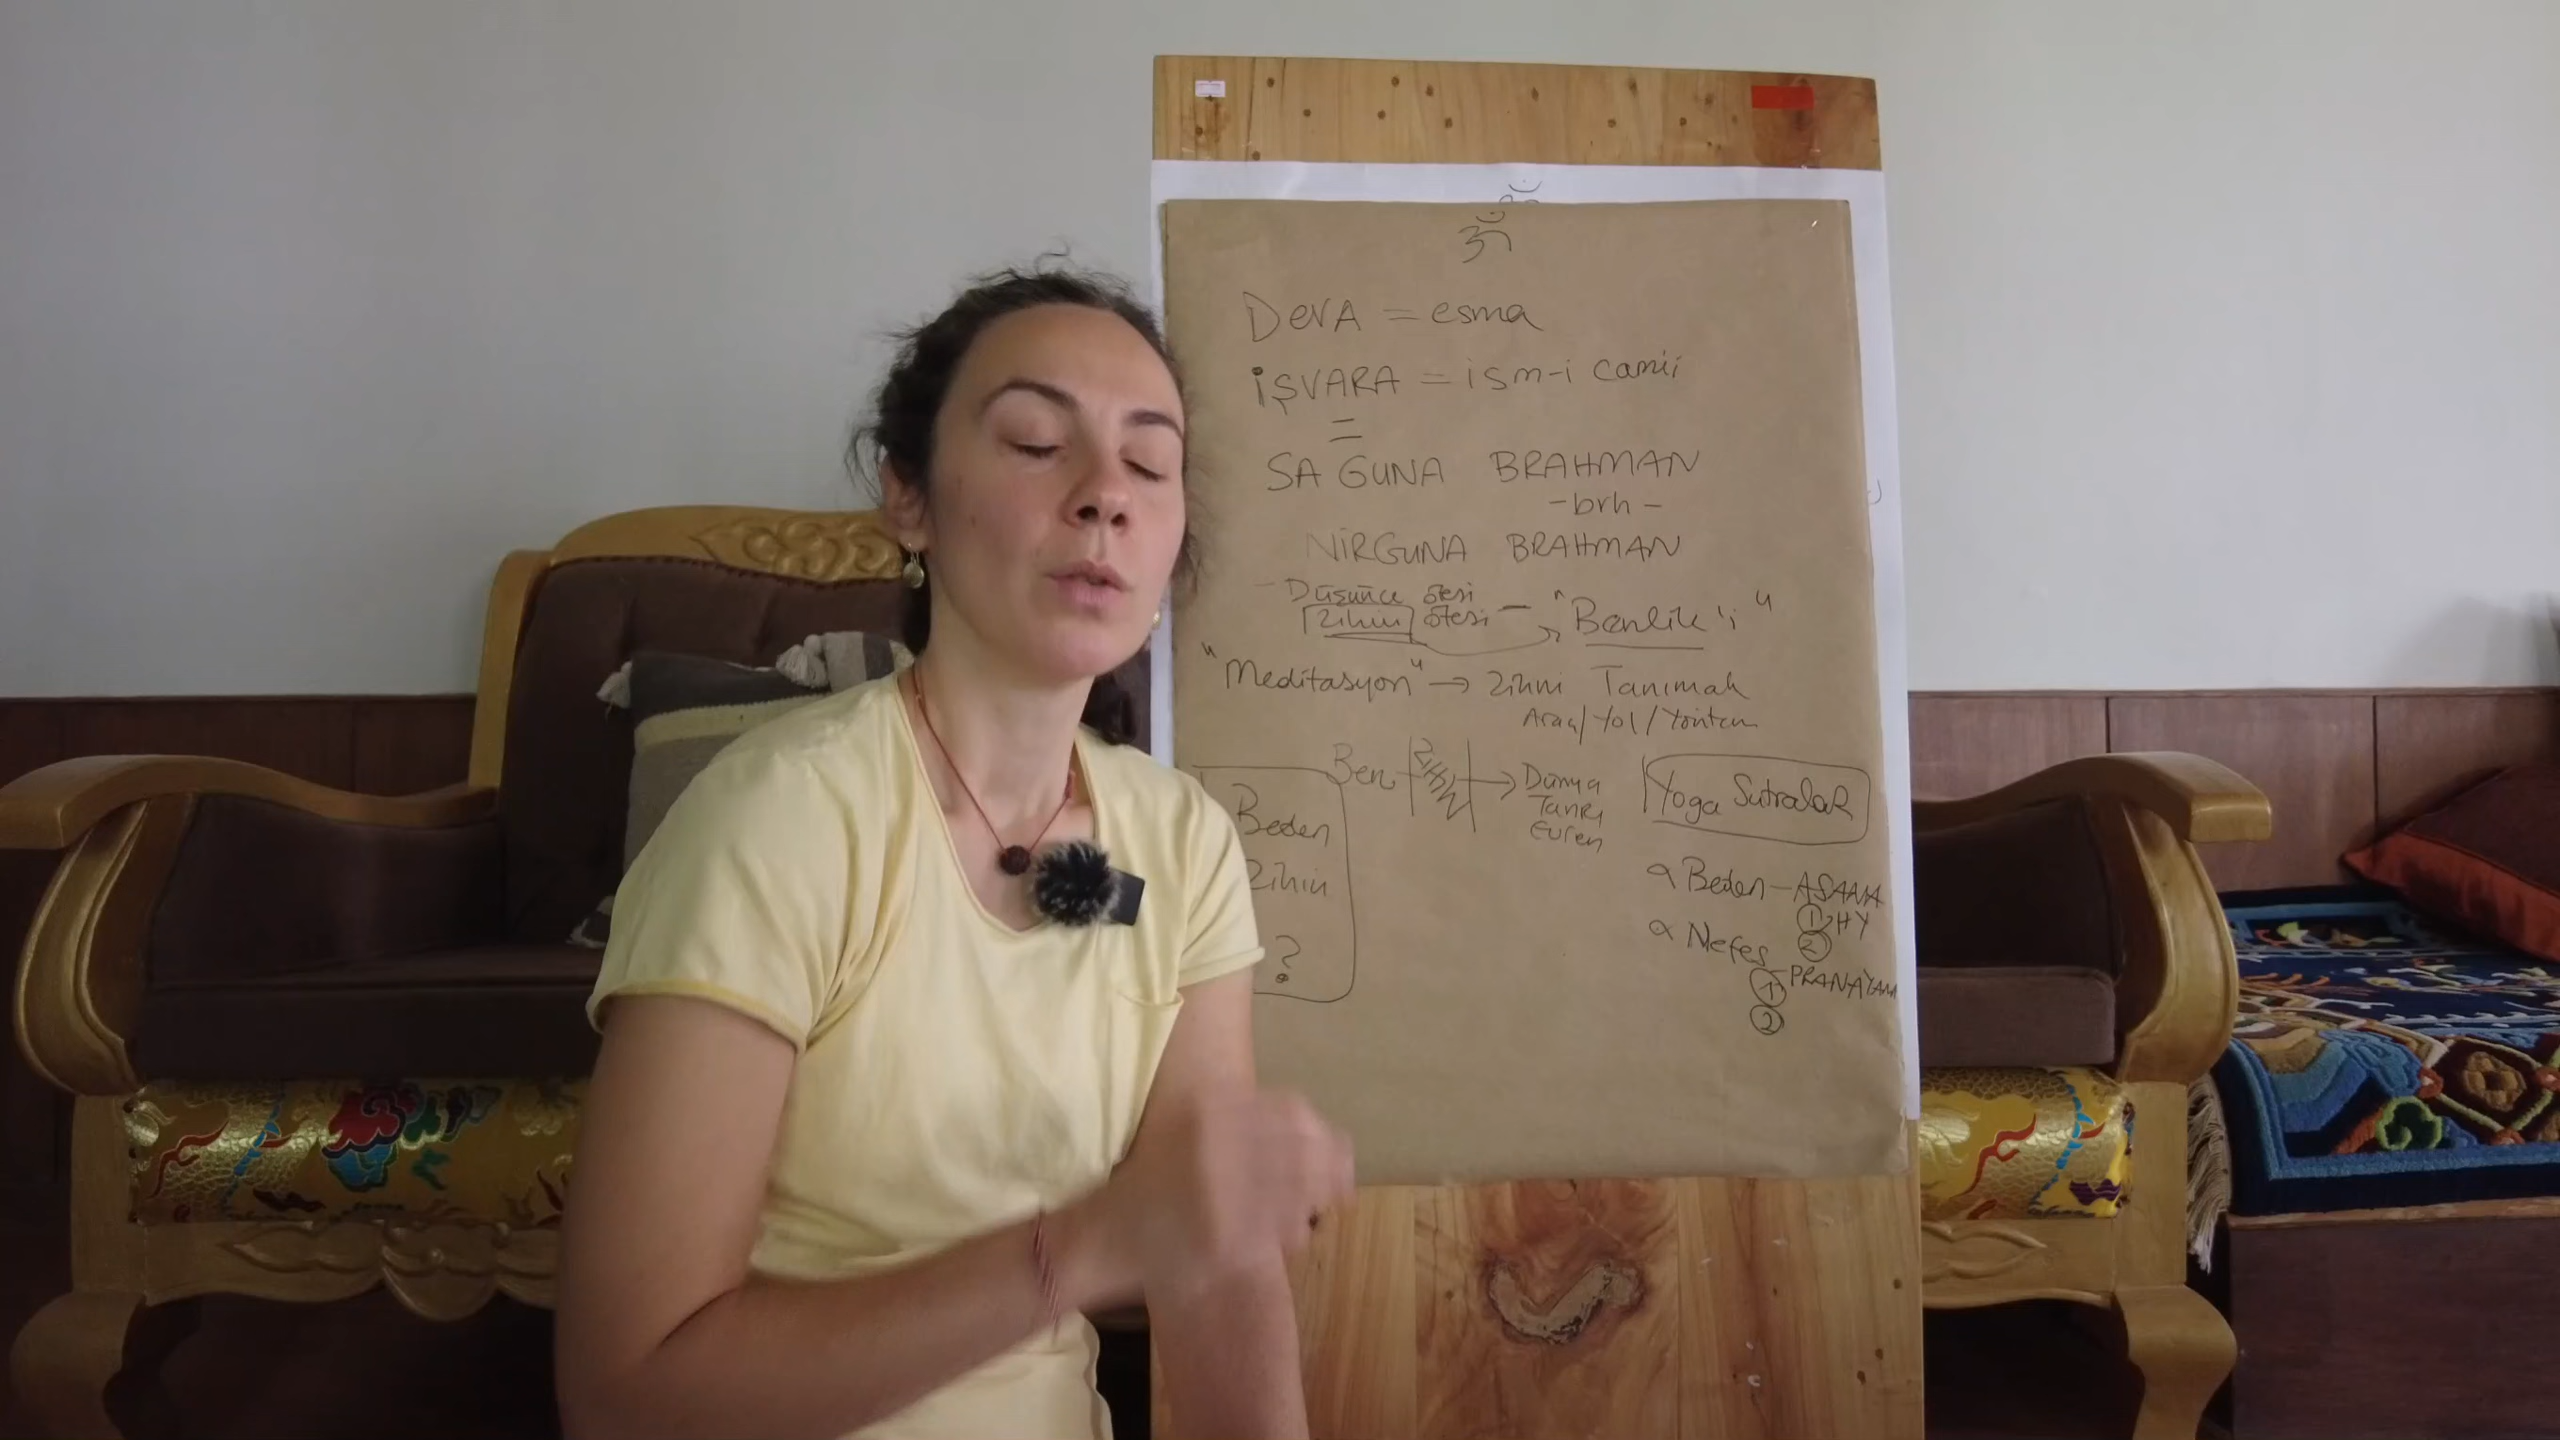 ॐ
DevA = esma
İŞVARA = ism-i camii
=
SA GUNA BRAHMAN
-brh-
NİRGUNA BRAHMAN
- Düşünce ötesi
Zihin ötesi - "Benlik'i"
"Meditasyon" → Zihni Tanımak
Araç/Yol/Yöntem
Ben Zihin → Dünya
Tanrı
Evren
Beden
Zihin
?
Yoga Sutralar
α Beden - ASANA
① HY
②
α Nefes - PRANAYAMA
①
②